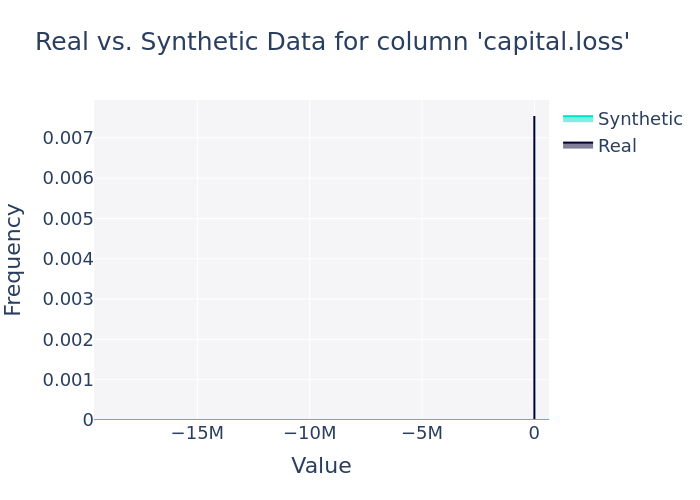 Real vs. Synthetic Data for column 'capital.loss'
Synthetic
Real
Frequency
0.007
0.006
0.005
0.004
0.003
0.002
0.001
0
−15M
−10M
−5M
0
Value